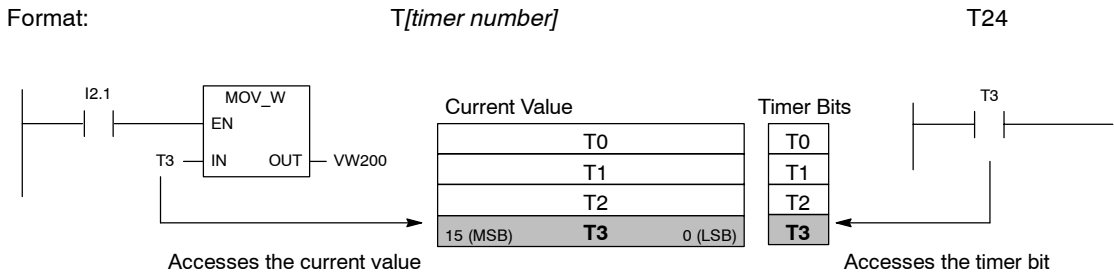 Format: T[timer number] T24
I2.1 MOV_W Current Value Timer Bits T3
EN T0 T0
T3 IN OUT VW200 T1 T1
T2 T2
15 (MSB) T3 0 (LSB) T3
Accesses the current value Accesses the timer bit